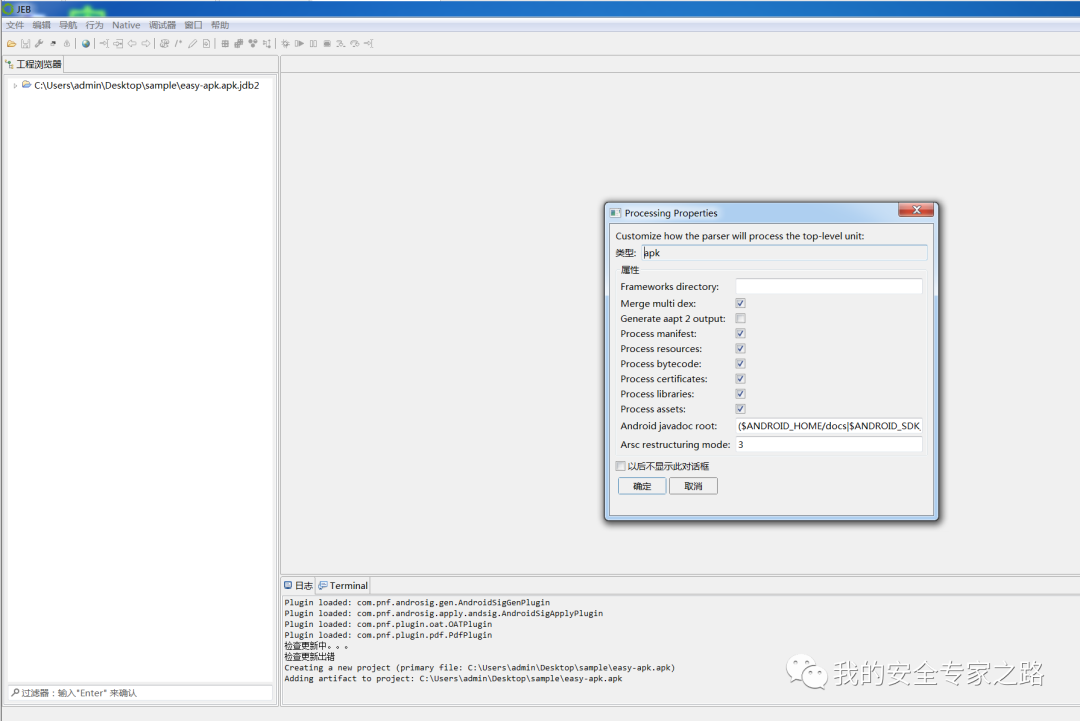 JEB
文件 编辑 导航 行为 Native 调试器 窗口 帮助
工程浏览器
C:\Users\admin\Desktop\sample\easy-apk.apk.jdb2
Processing Properties
Customize how the parser will process the top-level unit:
类型: apk
属性
Frameworks directory:
Merge multi dex:
Generate aapt 2 output:
Process manifest:
Process resources:
Process bytecode:
Process certificates:
Process libraries:
Process assets:
Android javadoc root: ($ANDROID_HOME/docs|$ANDROID_SDK_
Arsc restructuring mode: 3
以后不显示此对话框
确定 取消
日志 Terminal
Plugin loaded: com.pnf.androsig.gen.AndroidSigGenPlugin
Plugin loaded: com.pnf.androsig.apply.andsig.AndroidSigApplyPlugin
Plugin loaded: com.pnf.plugin.oat.OATPlugin
Plugin loaded: com.pnf.plugin.pdf.PdfPlugin
检查更新中。。。
检查更新出错
Creating a new project (primary file: C:\Users\admin\Desktop\sample\easy-apk.apk)
Adding artifact to project: C:\Users\admin\Desktop\sample\easy-apk.apk
过滤器：输入"Enter" 来确认
我的安全专家之路